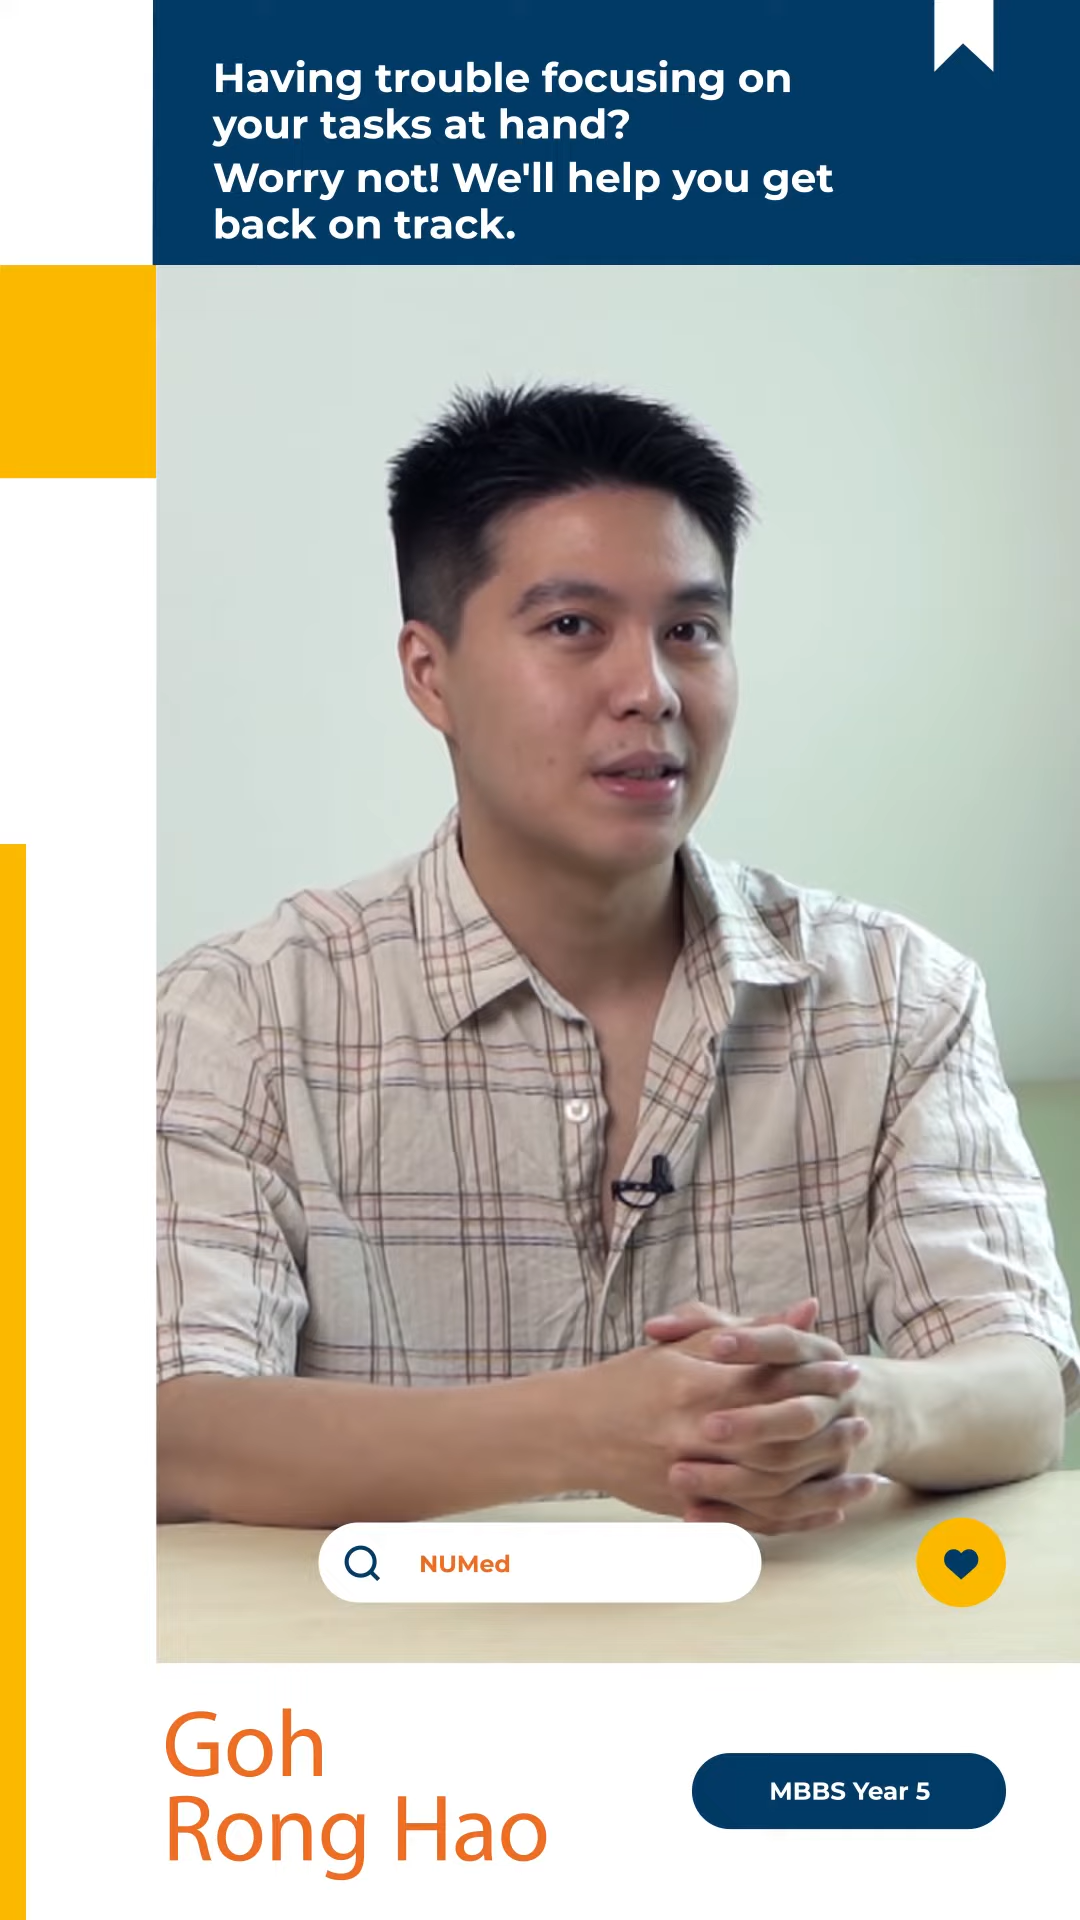 Having trouble focusing on
your tasks at hand?
Worry not! We'll help you get
back on track.
NUMed
Goh
Rong Hao
MBBS Year 5